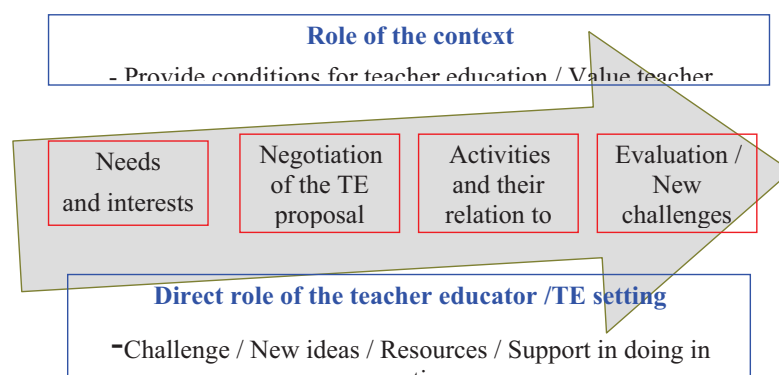 Role of the context
- Provide conditions for teacher education / Value teacher
Needs
and interests
Negotiation
of the TE
proposal
Activities
and their
relation to
Evaluation /
New
challenges
Direct role of the teacher educator /TE setting
-Challenge / New ideas / Resources / Support in doing in